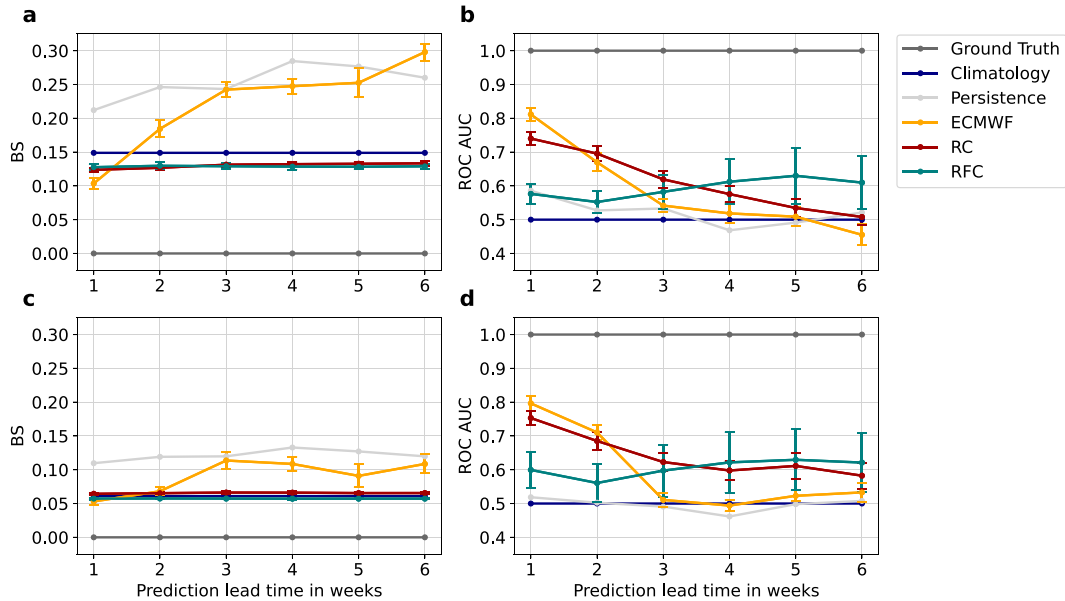 a
0.30
0.25
0.20
0.15
0.10
0.05
0.00
BS
1 2 3 4 5 6
b
1.0
0.9
0.8
0.7
0.6
0.5
0.4
ROC AUC
1 2 3 4 5 6
Ground Truth
Climatology
Persistence
ECMWF
RC
RFC
c
0.30
0.25
0.20
0.15
0.10
0.05
0.00
BS
1 2 3 4 5 6
Prediction lead time in weeks
d
1.0
0.9
0.8
0.7
0.6
0.5
0.4
ROC AUC
1 2 3 4 5 6
Prediction lead time in weeks